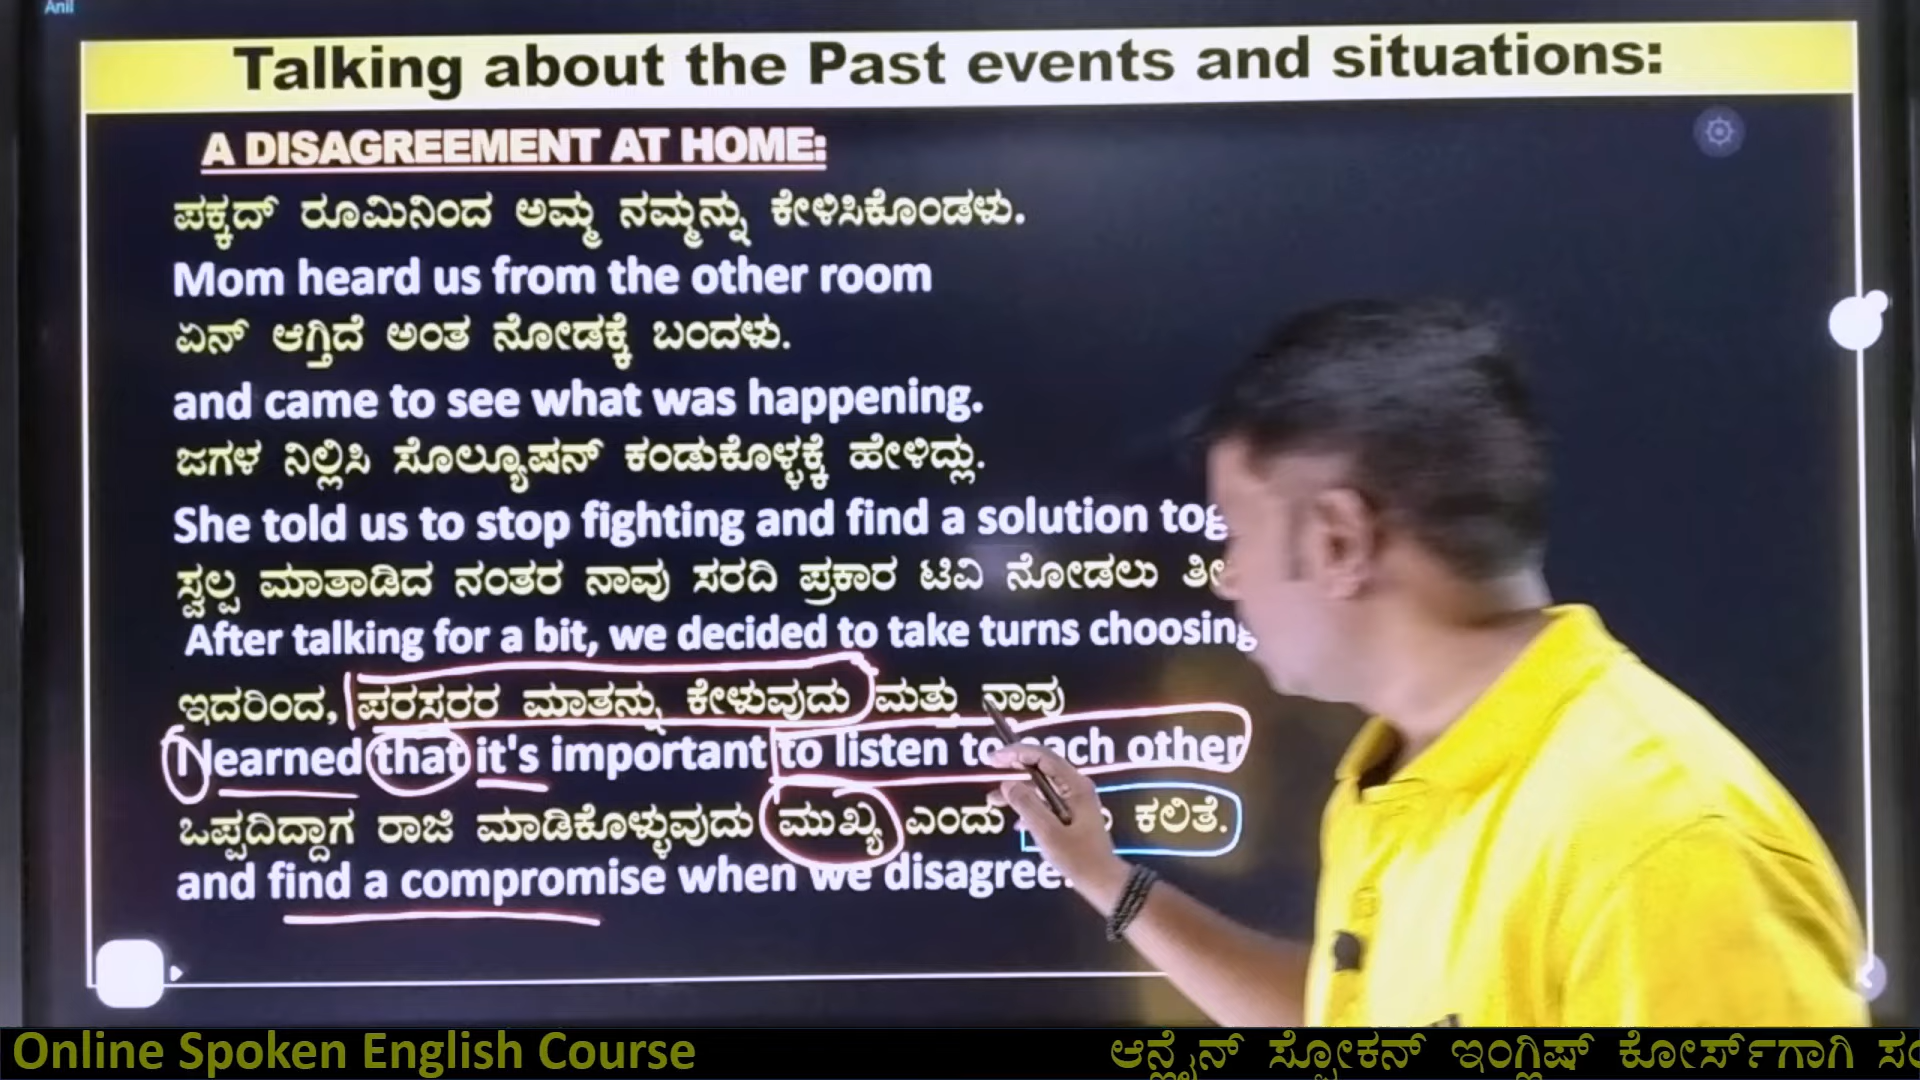 Anil
Talking about the Past events and situations:
A DISAGREEMENT AT HOME:
ಪಕ್ಕದ್ ರೂಮಿನಿಂದ ಅಮ್ಮ ನಮ್ಮನ್ನು ಕೇಳಿಸಿಕೊಂಡಳು.
Mom heard us from the other room
ಏನ್ ಆಗ್ತಿದೆ ಅಂತ ನೋಡಕ್ಕೆ ಬಂದಳು.
and came to see what was happening.
ಜಗಳ ನಿಲ್ಲಿಸಿ ಸೊಲ್ಯೂಷನ್ ಕಂಡುಕೊಳ್ಳಕ್ಕೆ ಹೇಳಿದ್ಲು.
She told us to stop fighting and find a solution
ಸ್ವಲ್ಪ ಮಾತಾಡಿದ ನಂತರ ನಾವು ಸರದಿ ಪ್ರಕಾರ ಟಿವಿ ನೋಡಲು
After talking for a bit, we decided to take turns choosing
ಇದರಿಂದ, ಪರಸ್ಪರರ ಮಾತನ್ನು ಕೇಳುವುದು ಮತ್ತು ನಾವು
I learned that it's important to listen to each other
ಒಪ್ಪದಿದ್ದಾಗ ರಾಜಿ ಮಾಡಿಕೊಳ್ಳುವುದು ಮುಖ್ಯ ಎಂದು ಕಲಿತೆ.
and find a compromise when we disagree.
Online Spoken English Course ಆನ್ಲೈನ್ ಸ್ಪೋಕನ್ ಇಂಗ್ಲಿಷ್ ಕೋರ್ಸ್‌ಗಾಗಿ